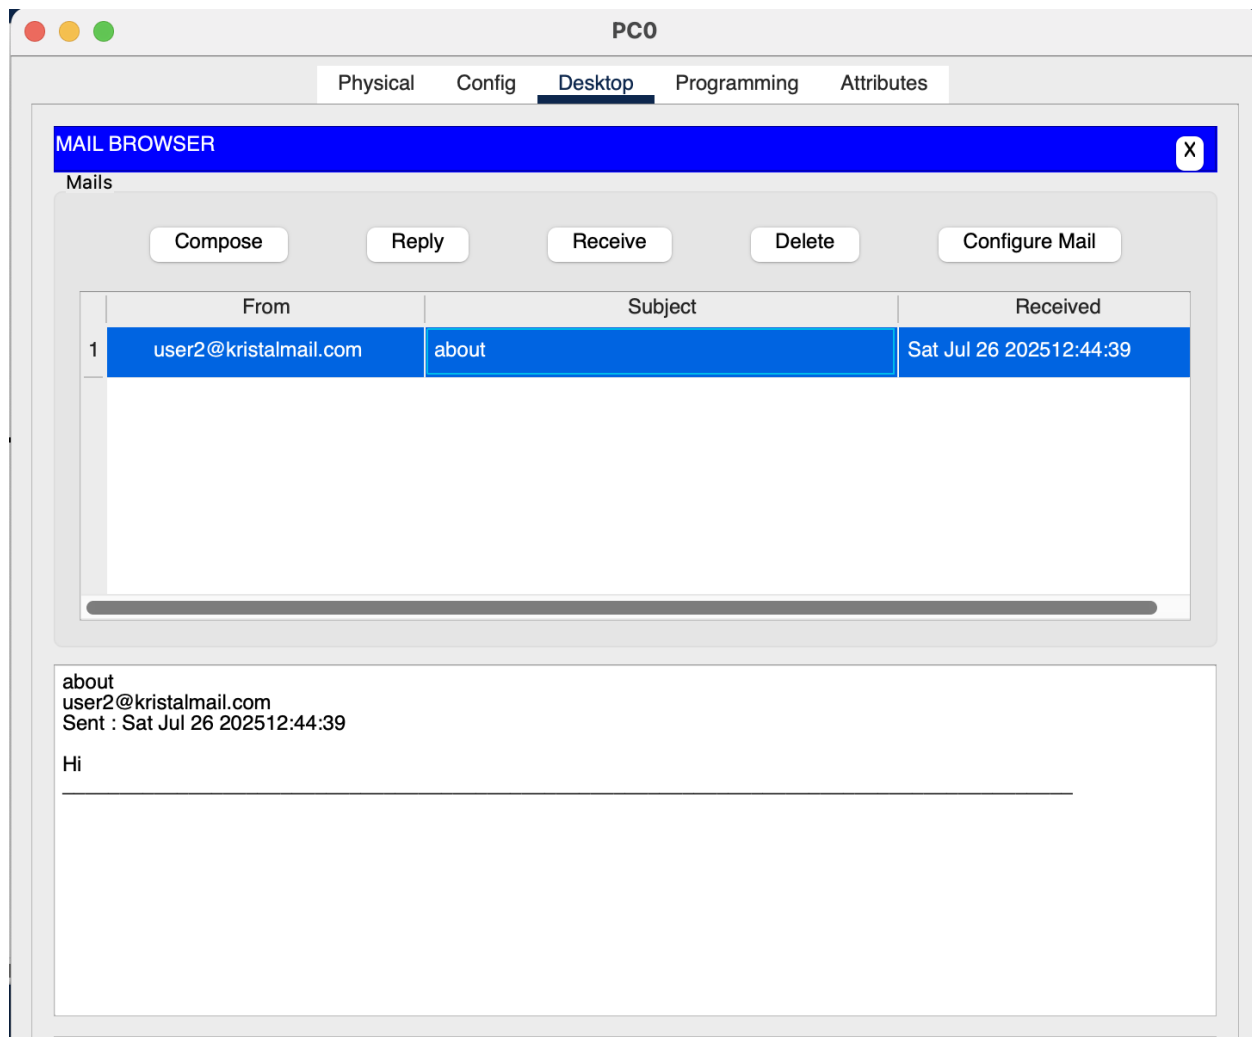 PC0
Physical Config Desktop Programming Attributes
MAIL BROWSER X
Mails
Compose Reply Receive Delete Configure Mail
From Subject Received
1 user2@kristalmail.com about Sat Jul 26 202512:44:39
about
user2@kristalmail.com
Sent : Sat Jul 26 202512:44:39
Hi